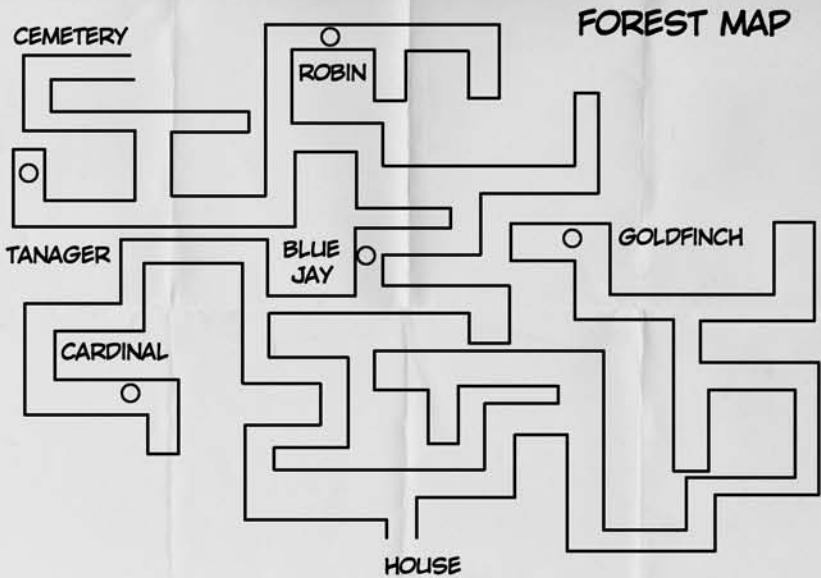 FOREST MAP
CEMETERY
ROBIN
TANAGER
BLUE
JAY
GOLDFINCH
CARDINAL
HOUSE